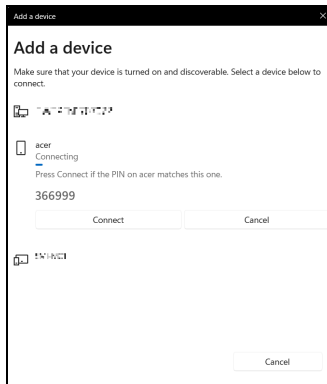 Add a device
Add a device
Make sure that your device is turned on and discoverable. Select a device below to
connect.
acer
Connecting
Press Connect if the PIN on acer matches this one.
366999
Connect Cancel
Cancel